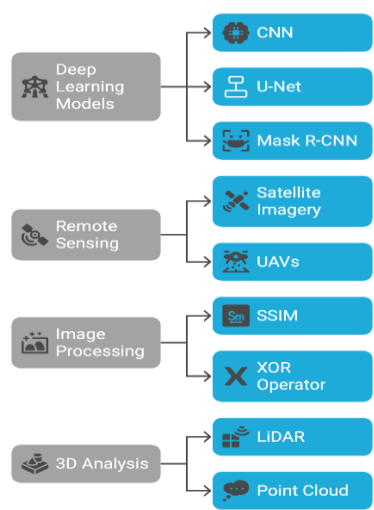 Deep
Learning
Models
CNN
U-Net
Mask R-CNN
Remote
Sensing
Satellite
Imagery
UAVs
Image
Processing
Sm
SSIM
XOR
Operator
3D Analysis
LiDAR
Point Cloud